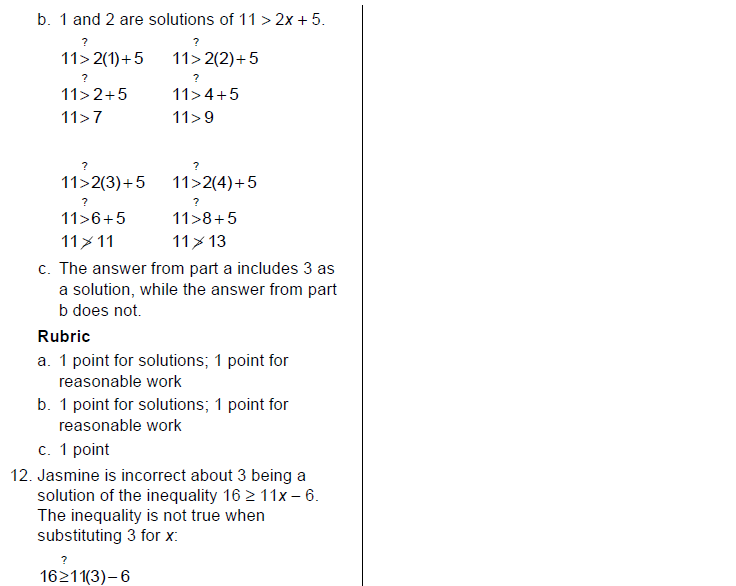 b. 1 and 2 are solutions of 11 > 2x + 5.
? ?
11 > 2(1)+5 11 > 2(2)+5
? ?
11 > 2+5 11 > 4+5
11 > 7 11 > 9
? ?
11>2(3)+5 11>2(4)+5
? ?
11>6+5 11>8+5
11 ≯ 11 11 ≯ 13
c. The answer from part a includes 3 as
a solution, while the answer from part
b does not.
Rubric
a. 1 point for solutions; 1 point for
reasonable work
b. 1 point for solutions; 1 point for
reasonable work
c. 1 point
12. Jasmine is incorrect about 3 being a
solution of the inequality 16 ≥ 11x – 6.
The inequality is not true when
substituting 3 for x:
?
16≥11(3)–6